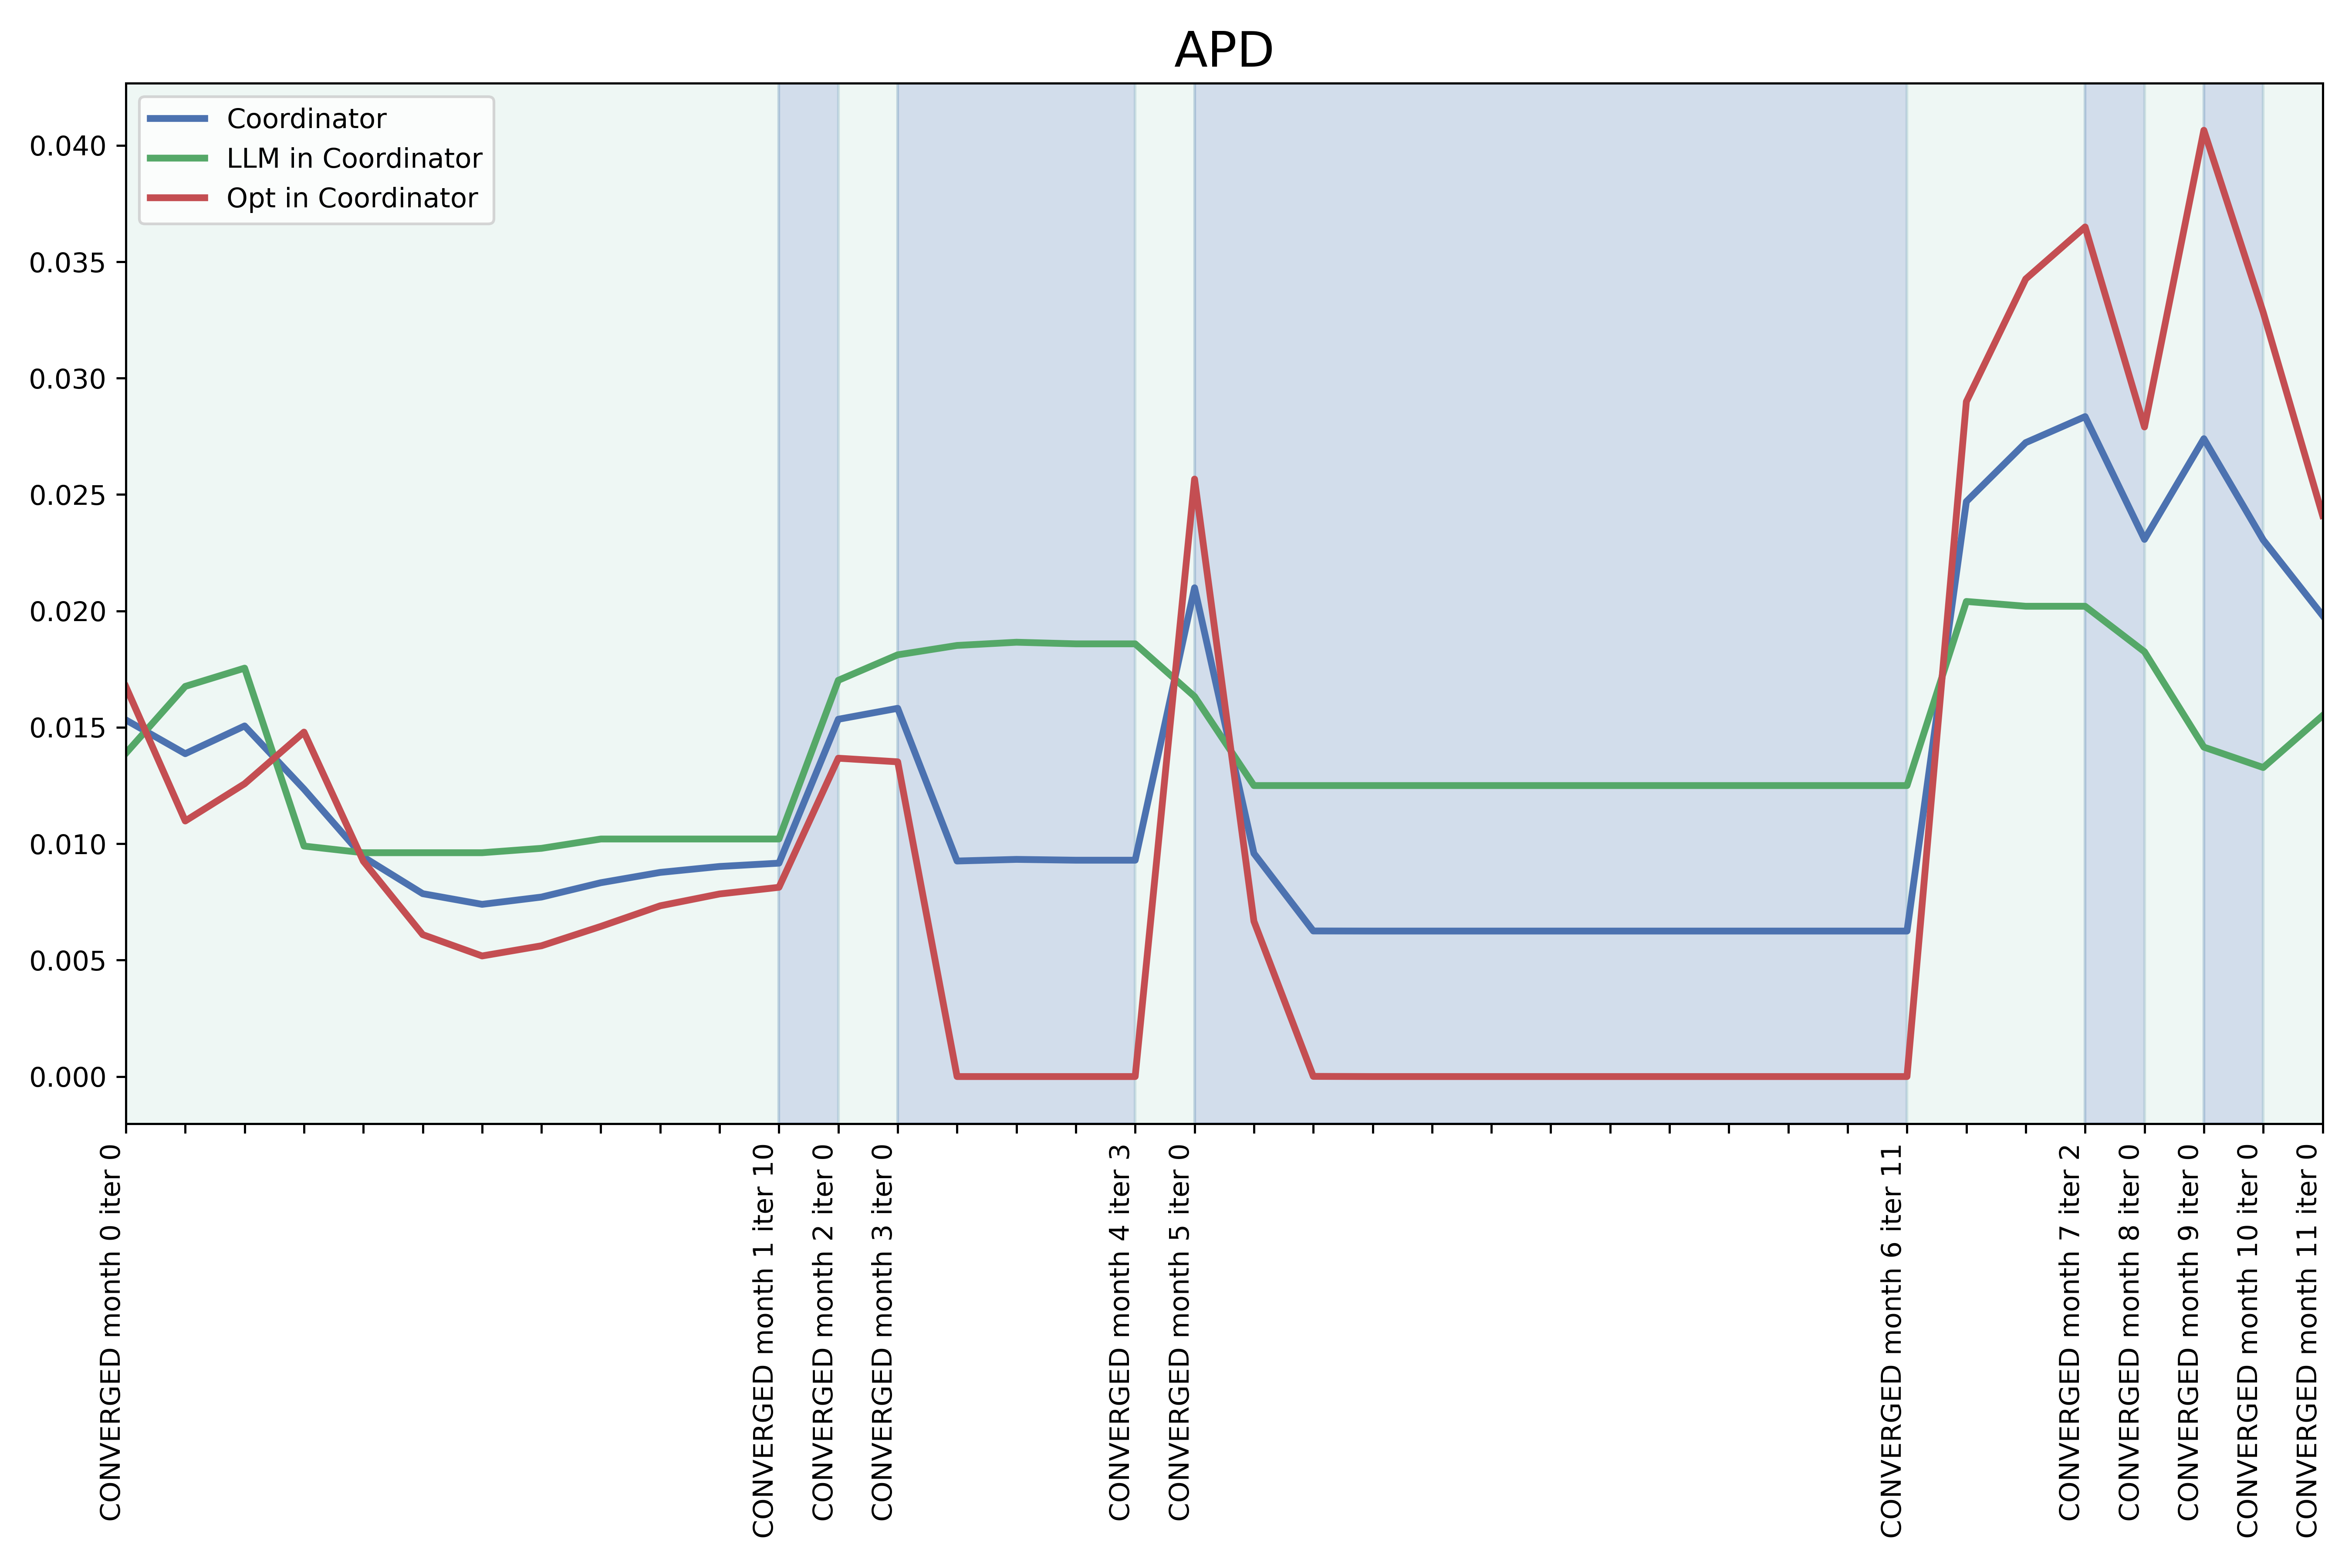 APD
Coordinator
LLM in Coordinator
Opt in Coordinator
0.040
0.035
0.030
0.025
0.020
0.015
0.010
0.005
0.000
CONVERGED month 0 iter 0
CONVERGED month 1 iter 10
CONVERGED month 2 iter 0
CONVERGED month 3 iter 0
CONVERGED month 4 iter 3
CONVERGED month 5 iter 0
CONVERGED month 6 iter 11
CONVERGED month 7 iter 2
CONVERGED month 8 iter 0
CONVERGED month 9 iter 0
CONVERGED month 10 iter 0
CONVERGED month 11 iter 0